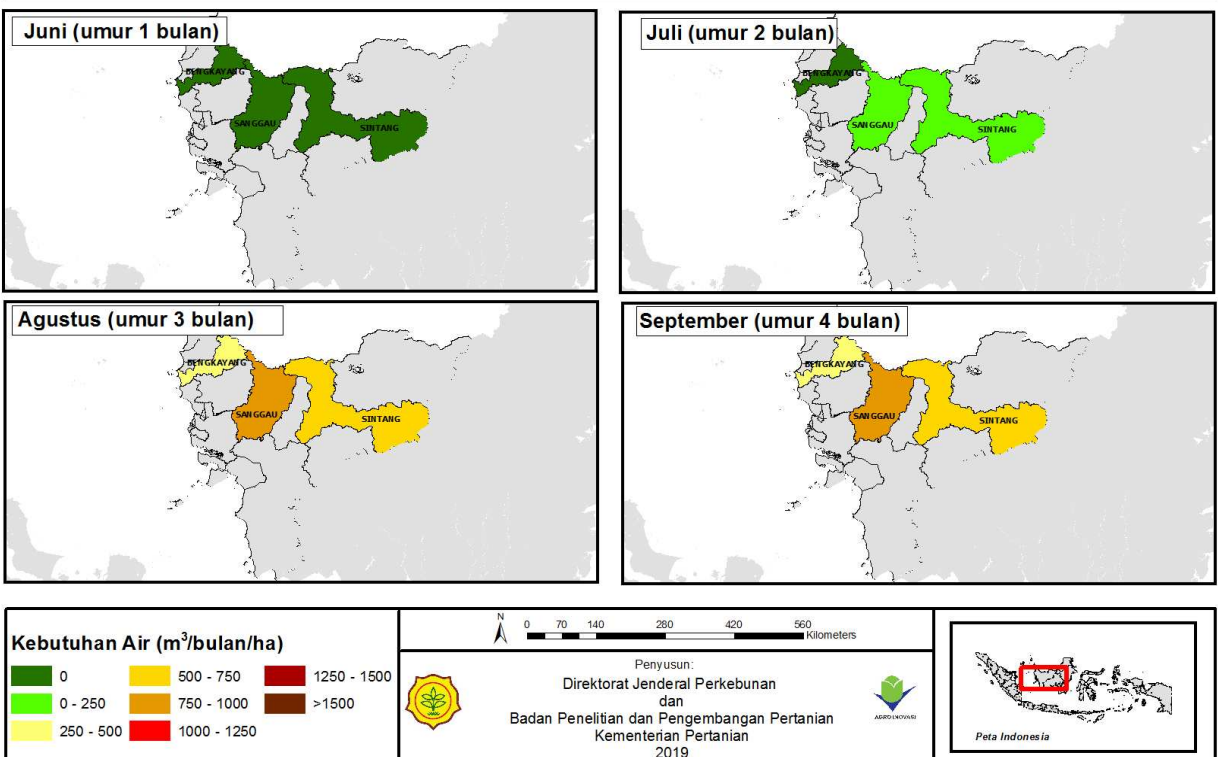 Juni (umur 1 bulan)
BENGKAYANG
SANGGAU
SINTANG
Juli (umur 2 bulan)
BENGKAYANG
SANGGAU
SINTANG
Agustus (umur 3 bulan)
BENGKAYANG
SANGGAU
SINTANG
September (umur 4 bulan)
BENGKAYANG
SANGGAU
SINTANG
Kebutuhan Air (m³/bulan/ha)
0
0 - 250
250 - 500
500 - 750
750 - 1000
1000 - 1250
1250 - 1500
>1500
N
0 70 140 280 420 560
Kilometers
Penyusun:
Direktorat Jenderal Perkebunan
dan
Badan Penelitian dan Pengembangan Pertanian
Kementerian Pertanian
2019
AGRO INOVASI
Peta Indonesia